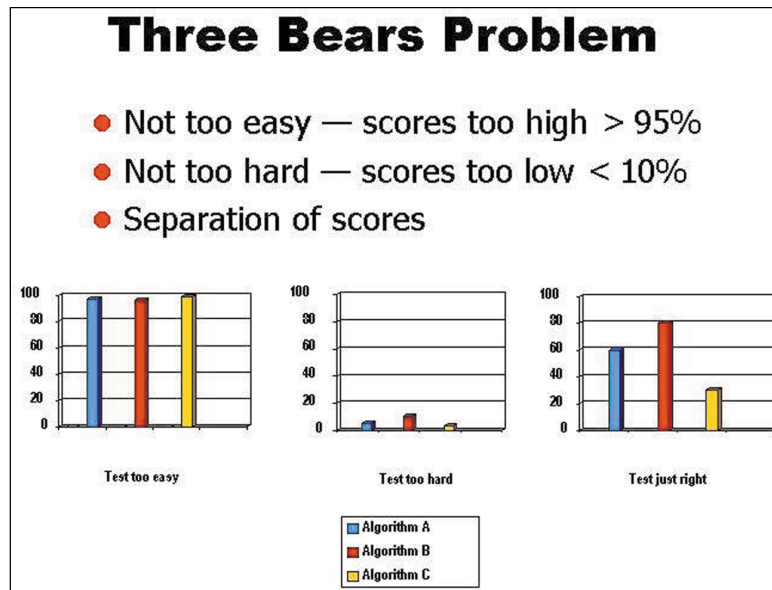 Three Bears Problem
Not too easy — scores too high > 95%
Not too hard — scores too low < 10%
Separation of scores
100
80
60
40
20
0
Test too easy
100
80
60
40
20
0
Test too hard
100
80
60
40
20
0
Test just right
Algorithm A
Algorithm B
Algorithm C